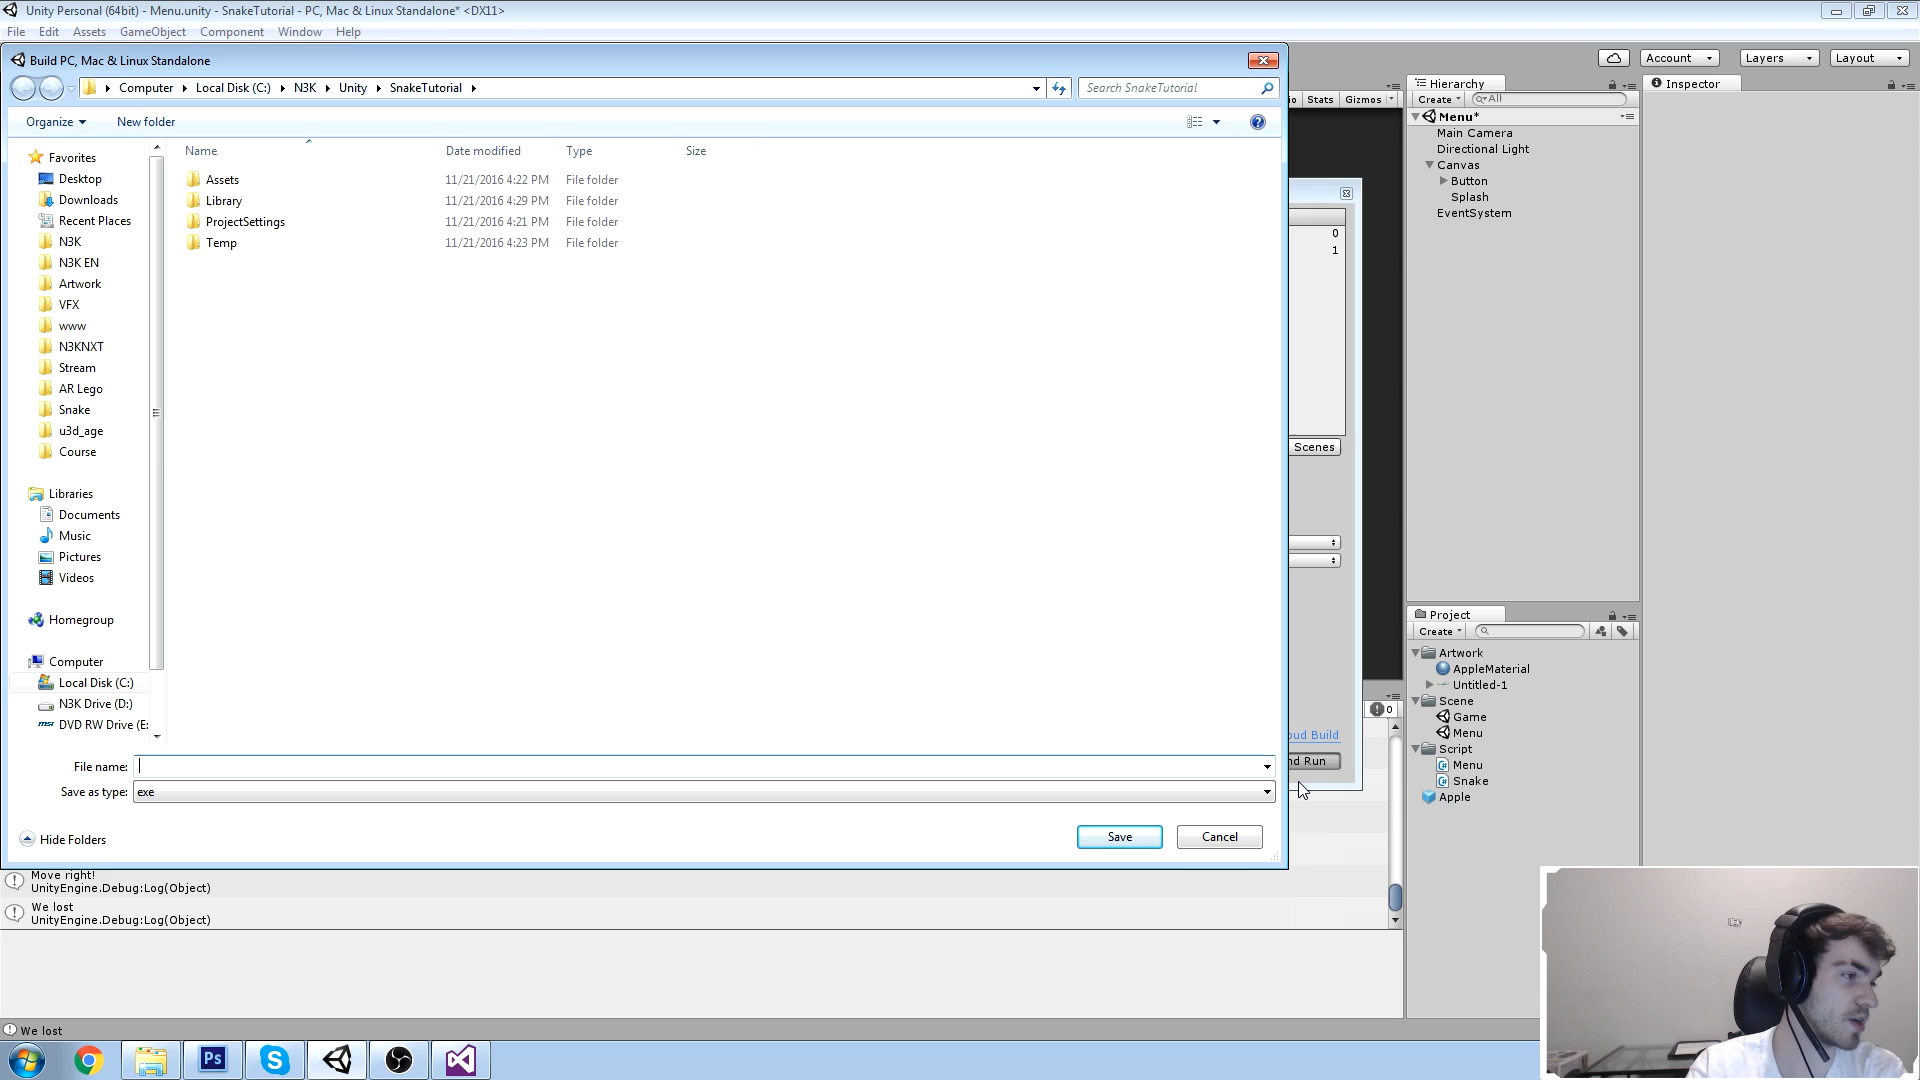 Unity Personal (64bit) - Menu.unity - SnakeTutorial - PC, Mac & Linux Standalone* <DX11>
File Edit Assets GameObject Component Window Help
Build PC, Mac & Linux Standalone
Computer Local Disk (C:) N3K Unity SnakeTutorial
Search SnakeTutorial
Organize New folder
Name Date modified Type Size
Assets 11/21/2016 4:22 PM File folder
Library 11/21/2016 4:29 PM File folder
ProjectSettings 11/21/2016 4:21 PM File folder
Temp 11/21/2016 4:23 PM File folder
Favorites
Desktop
Downloads
Recent Places
N3K
N3K EN
Artwork
VFX
www
N3KNXT
Stream
AR Lego
Snake
u3d_age
Course
Libraries
Documents
Music
Pictures
Videos
Homegroup
Computer
Local Disk (C:)
N3K Drive (D:)
msi DVD RW Drive (E:
File name:
Save as type: exe
Hide Folders
Save Cancel
Account Layers Layout
io Stats Gizmos
0
1
Scenes
oud Build
nd Run
0
Hierarchy
Create All
Menu*
Main Camera
Directional Light
Canvas
Button
Splash
EventSystem
Inspector
Project
Create
Artwork
AppleMaterial
Untitled-1
Scene
Game
Menu
Script
Menu
Snake
Apple
Move right!
UnityEngine.Debug:Log(Object)
We lost
UnityEngine.Debug:Log(Object)
We lost
Ps